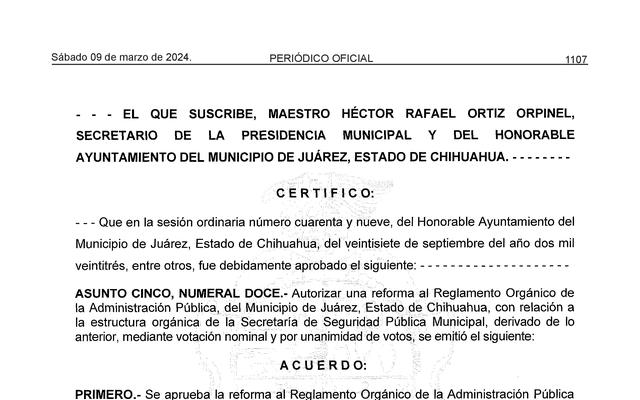 Sábado 09 de marzo de 2024. PERIÓDICO OFICIAL 1107
- - - EL QUE SUSCRIBE, MAESTRO HÉCTOR RAFAEL ORTIZ ORPINEL,
SECRETARIO DE LA PRESIDENCIA MUNICIPAL Y DEL HONORABLE
AYUNTAMIENTO DEL MUNICIPIO DE JUÁREZ, ESTADO DE CHIHUAHUA. - - - - - - - -
C E R T I F I C O:
- - - Que en la sesión ordinaria número cuarenta y nueve, del Honorable Ayuntamiento del
Municipio de Juárez, Estado de Chihuahua, del veintisiete de septiembre del año dos mil
veintitrés, entre otros, fue debidamente aprobado el siguiente: - - - - - - - - - - - - - - - - - - -
ASUNTO CINCO, NUMERAL DOCE.- Autorizar una reforma al Reglamento Orgánico de
la Administración Pública, del Municipio de Juárez, Estado de Chihuahua, con relación a
la estructura orgánica de la Secretaría de Seguridad Pública Municipal, derivado de lo
anterior, mediante votación nominal y por unanimidad de votos, se emitió el siguiente:
A C U E R D O:
PRIMERO.- Se aprueba la reforma al Reglamento Orgánico de la Administración Pública